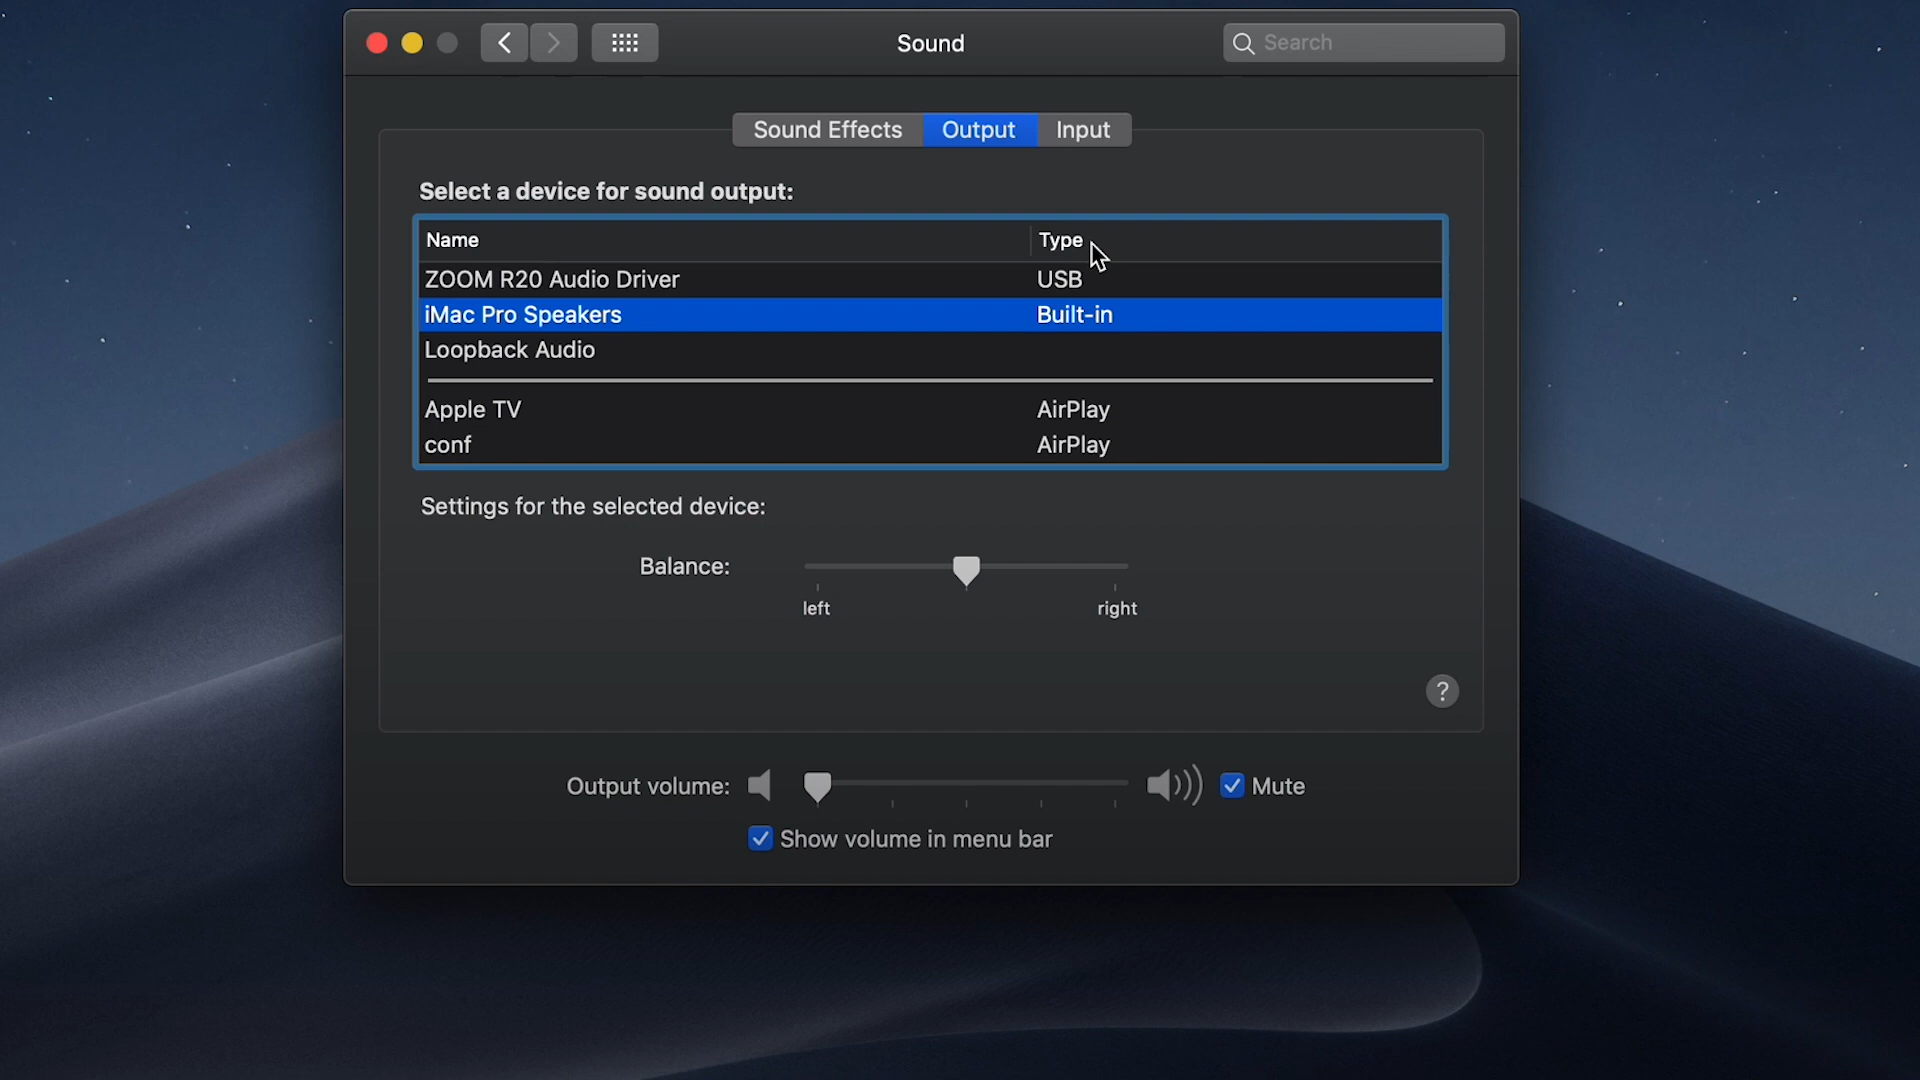 Sound
Search
Sound Effects Output Input
Select a device for sound output:
Name Type
ZOOM R20 Audio Driver USB
iMac Pro Speakers Built-in
Loopback Audio
Apple TV AirPlay
conf AirPlay
Settings for the selected device:
Balance:
left right
?
Output volume: Mute
Show volume in menu bar